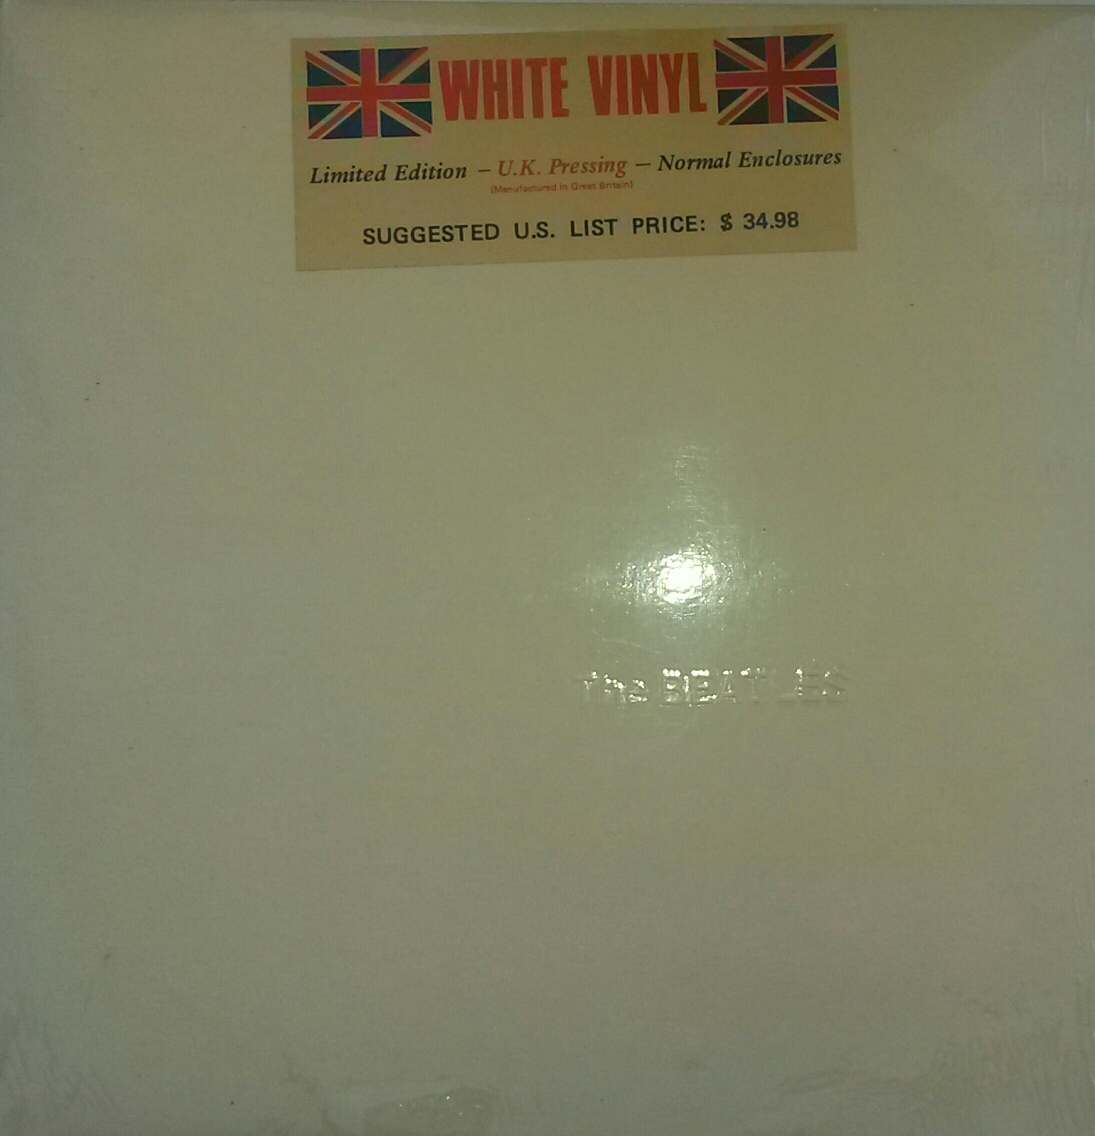 WHITE VINYL
Limited Edition – U.K. Pressing – Normal Enclosures
(Manufactured In Great Britain)
SUGGESTED U.S. LIST PRICE: $ 34.98
the BEATLES